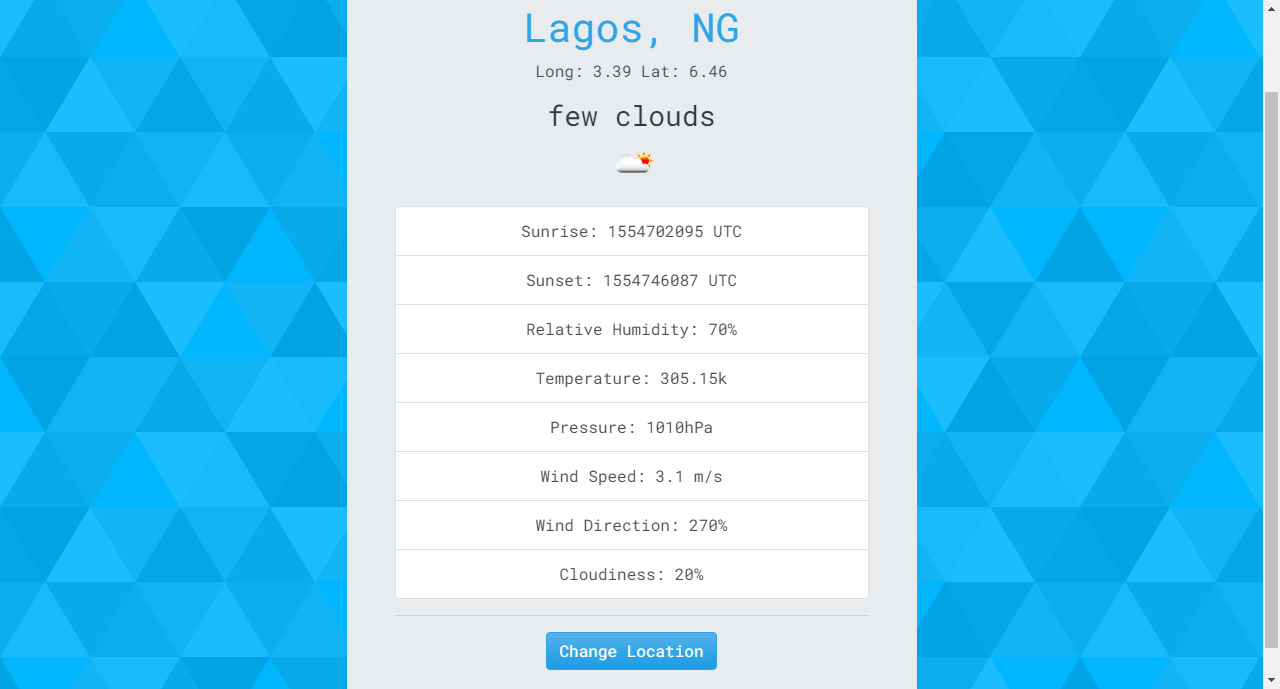 Lagos, NG
Long: 3.39 Lat: 6.46
few clouds
Sunrise: 1554702095 UTC
Sunset: 1554746087 UTC
Relative Humidity: 70%
Temperature: 305.15k
Pressure: 1010hPa
Wind Speed: 3.1 m/s
Wind Direction: 270%
Cloudiness: 20%
Change Location